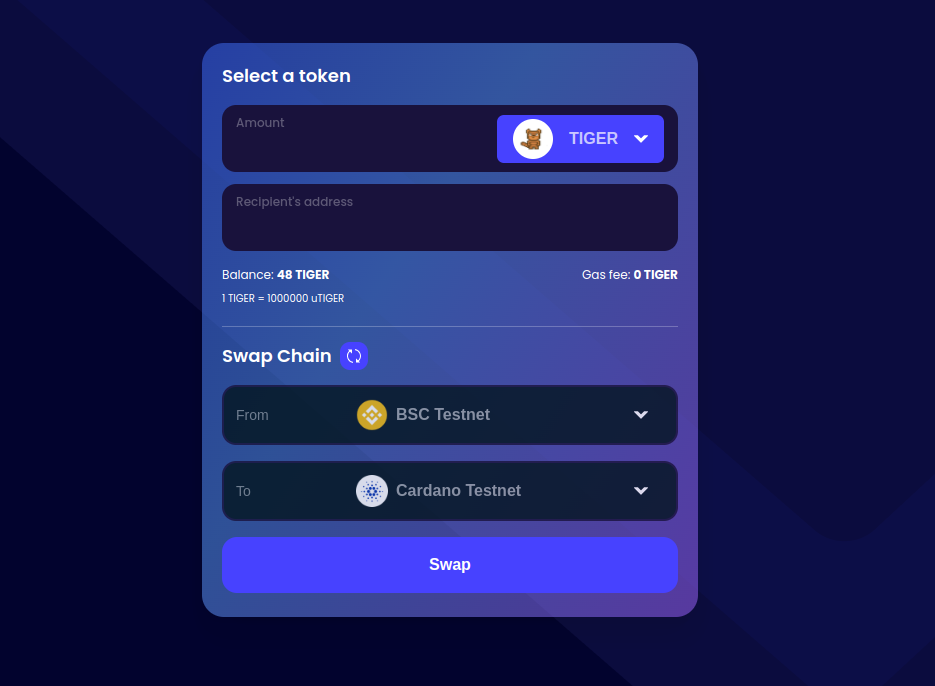 Select a token
Amount
TIGER
Recipient's address
Balance: 48 TIGER
Gas fee: 0 TIGER
1 TIGER = 1000000 uTIGER
Swap Chain
From
BSC Testnet
To
Cardano Testnet
Swap